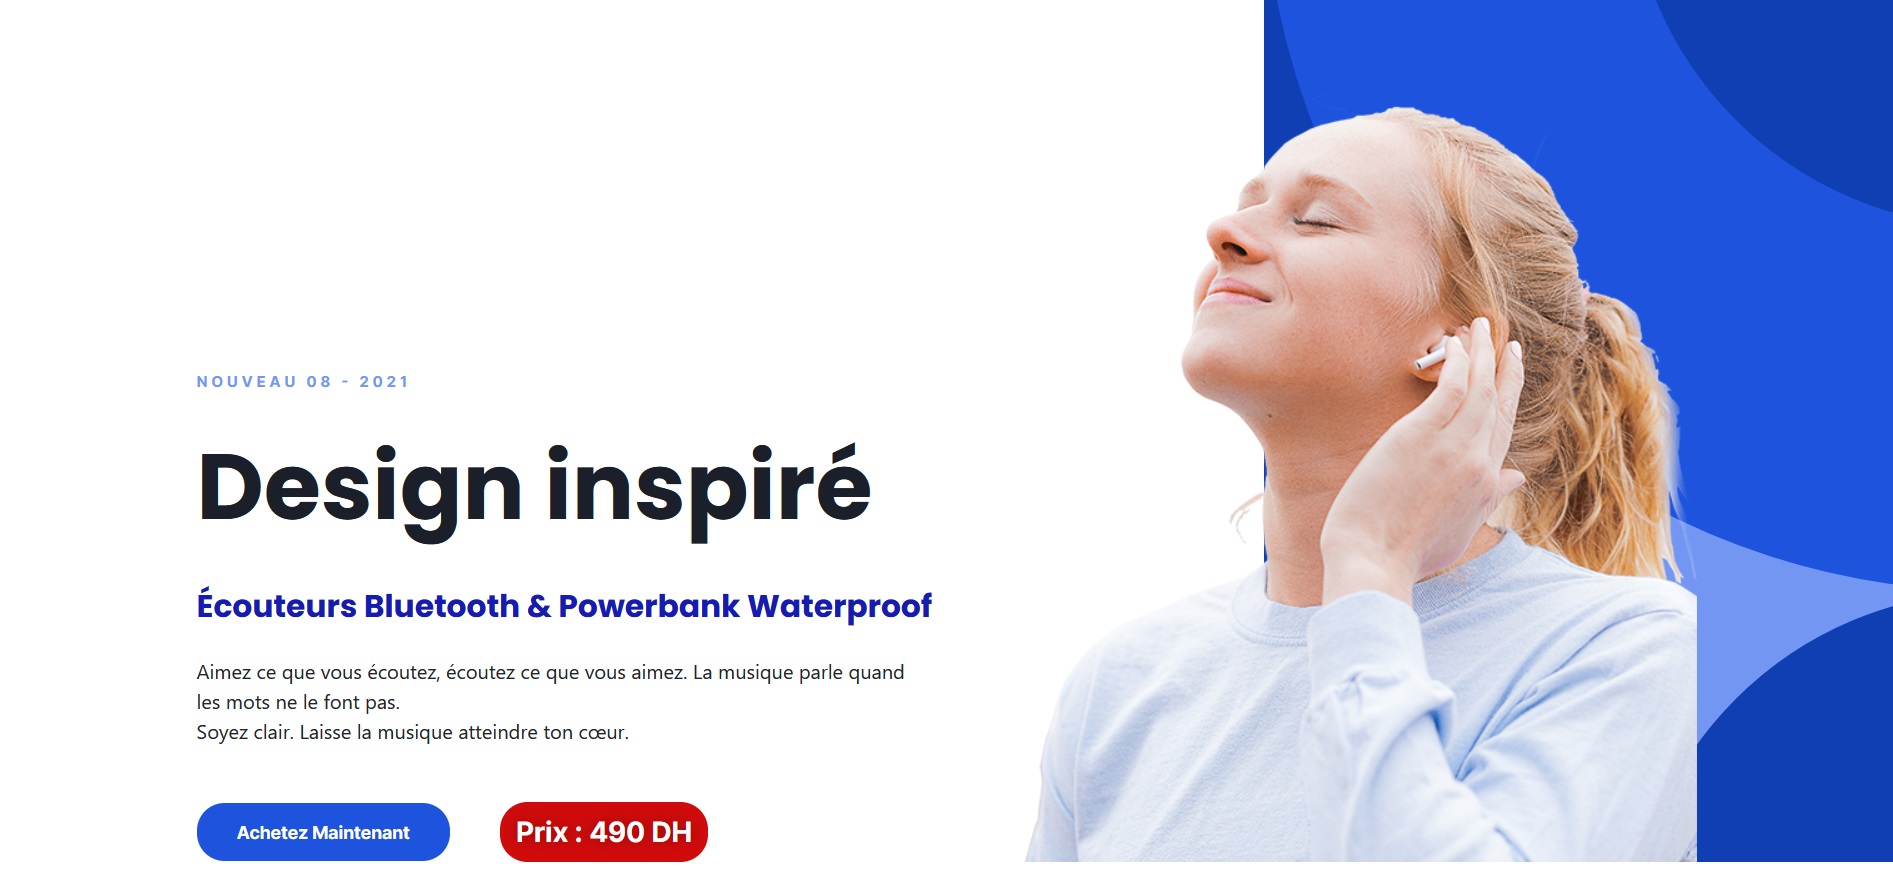 NOUVEAU 08 - 2021
Design inspiré
Écouteurs Bluetooth & Powerbank Waterproof
Aimez ce que vous écoutez, écoutez ce que vous aimez. La musique parle quand
les mots ne le font pas.
Soyez clair. Laisse la musique atteindre ton cœur.
Achetez Maintenant
Prix : 490 DH